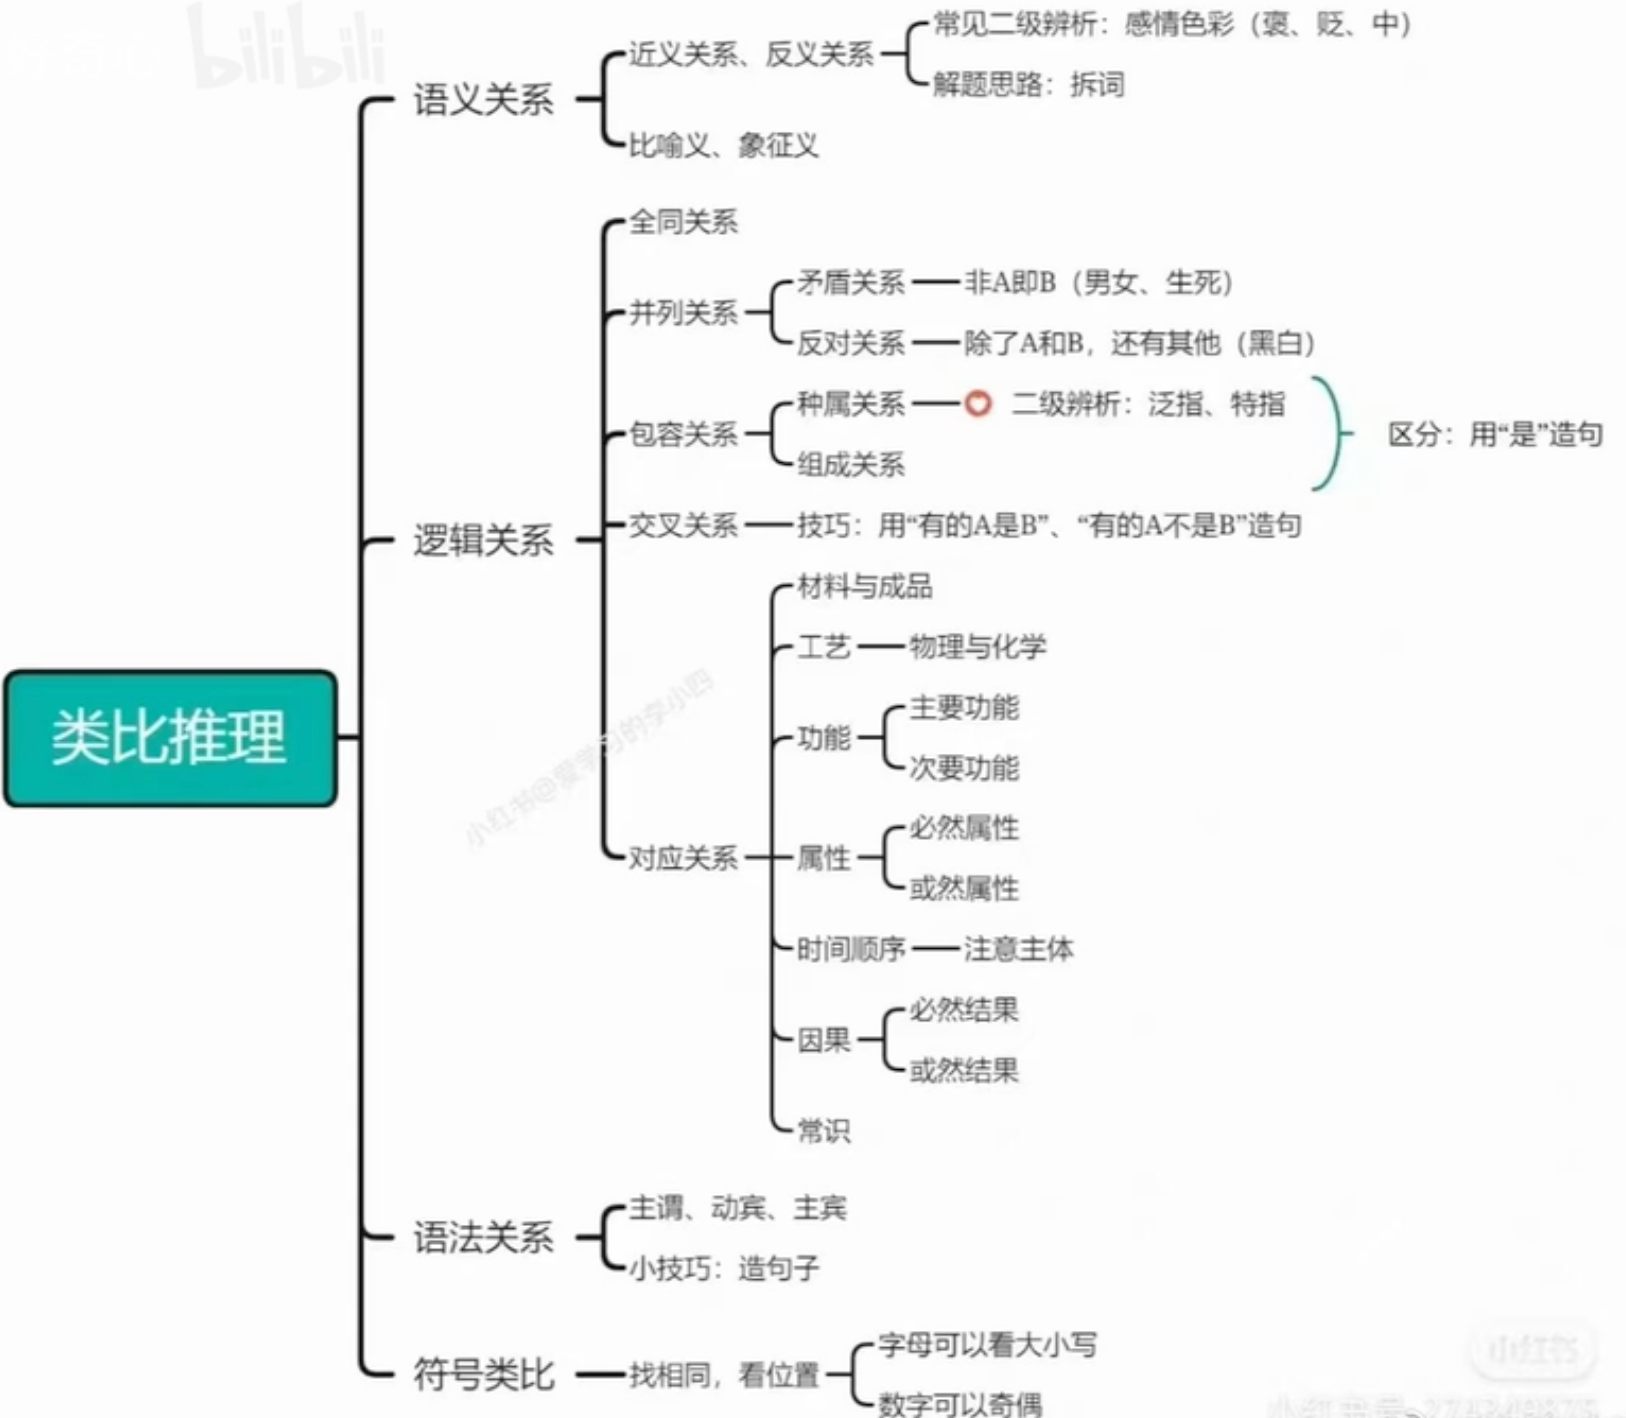 bilibili
常见二级辨析：感情色彩（褒、贬、中）
近义关系、反义关系
解题思路：拆词
语义关系
比喻义、象征义
全同关系
矛盾关系
非A即B（男女、生死）
并列关系
反对关系
除了A和B，还有其他（黑白）
种属关系
二级辨析：泛指、特指
包容关系
区分：用“是”造句
组成关系
交叉关系
技巧：用“有的A是B”、“有的A不是B”造句
逻辑关系
材料与成品
工艺
物理与化学
主要功能
功能
次要功能
类比推理
小红书@爱学习的李小四
必然属性
对应关系
属性
或然属性
时间顺序
注意主体
必然结果
因果
或然结果
常识
主谓、动宾、主宾
语法关系
小技巧：造句子
字母可以看大小写
符号类比
找相同，看位置
数字可以奇偶
小红书